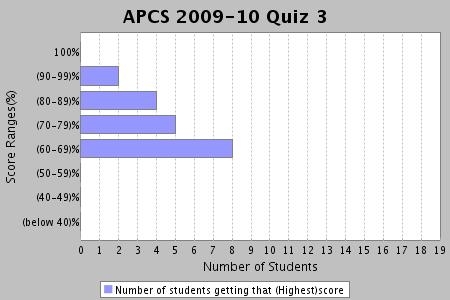 APCS 2009-10 Quiz 3
Score Ranges(%)
100%
(90-99)%
(80-89)%
(70-79)%
(60-69)%
(50-59)%
(40-49)%
(below 40)%
0 1 2 3 4 5 6 7 8 9 10 11 12 13 14 15 16 17 18 19
Number of Students
Number of students getting that (Highest)score